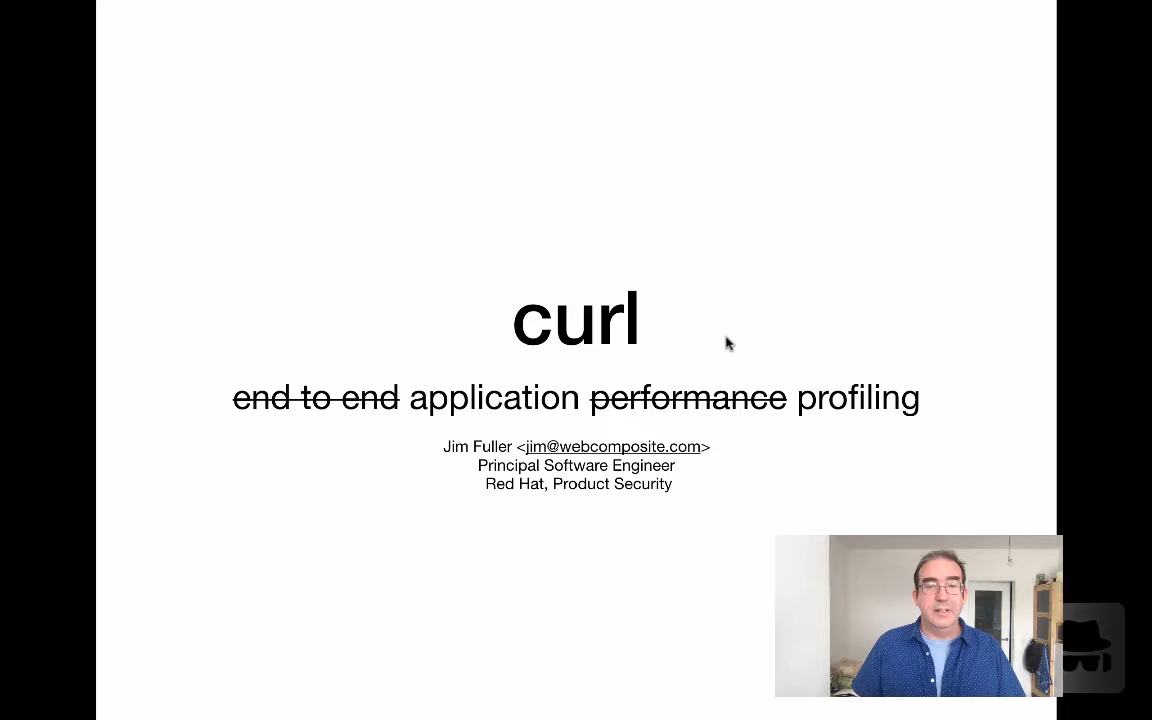 curl
end to end application performance profiling
Jim Fuller <jim@webcomposite.com>
Principal Software Engineer
Red Hat, Product Security